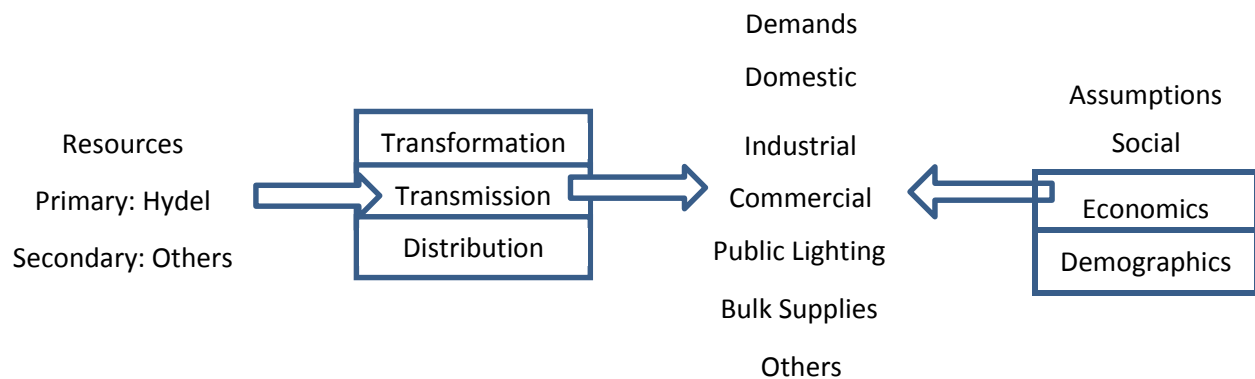 Resources
Primary: Hydel
Secondary: Others
Transformation
Transmission
Distribution
Demands
Domestic
Industrial
Commercial
Public Lighting
Bulk Supplies
Others
Assumptions
Social
Economics
Demographics